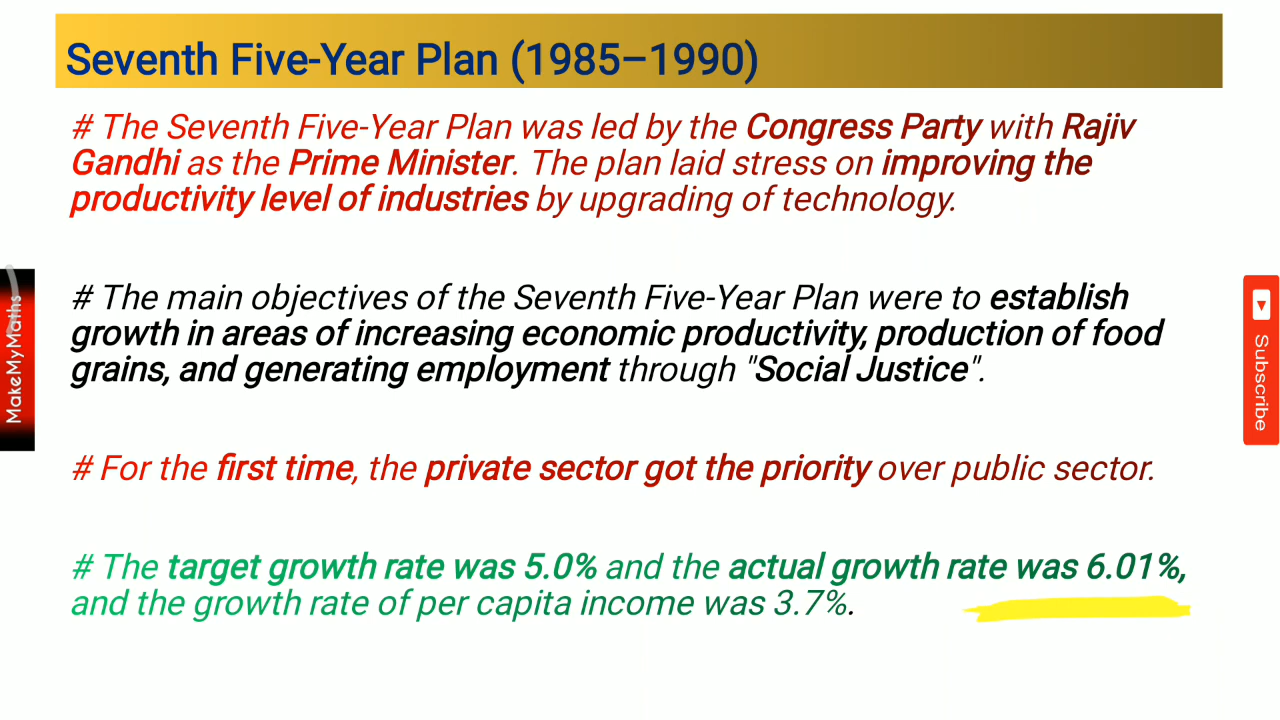 Seventh Five-Year Plan (1985–1990)
# The Seventh Five-Year Plan was led by the Congress Party with Rajiv
Gandhi as the Prime Minister. The plan laid stress on improving the
productivity level of industries by upgrading of technology.
# The main objectives of the Seventh Five-Year Plan were to establish
growth in areas of increasing economic productivity, production of food
grains, and generating employment through "Social Justice".
# For the first time, the private sector got the priority over public sector.
# The target growth rate was 5.0% and the actual growth rate was 6.01%,
and the growth rate of per capita income was 3.7%.
MakeMyMaths
Subscribe